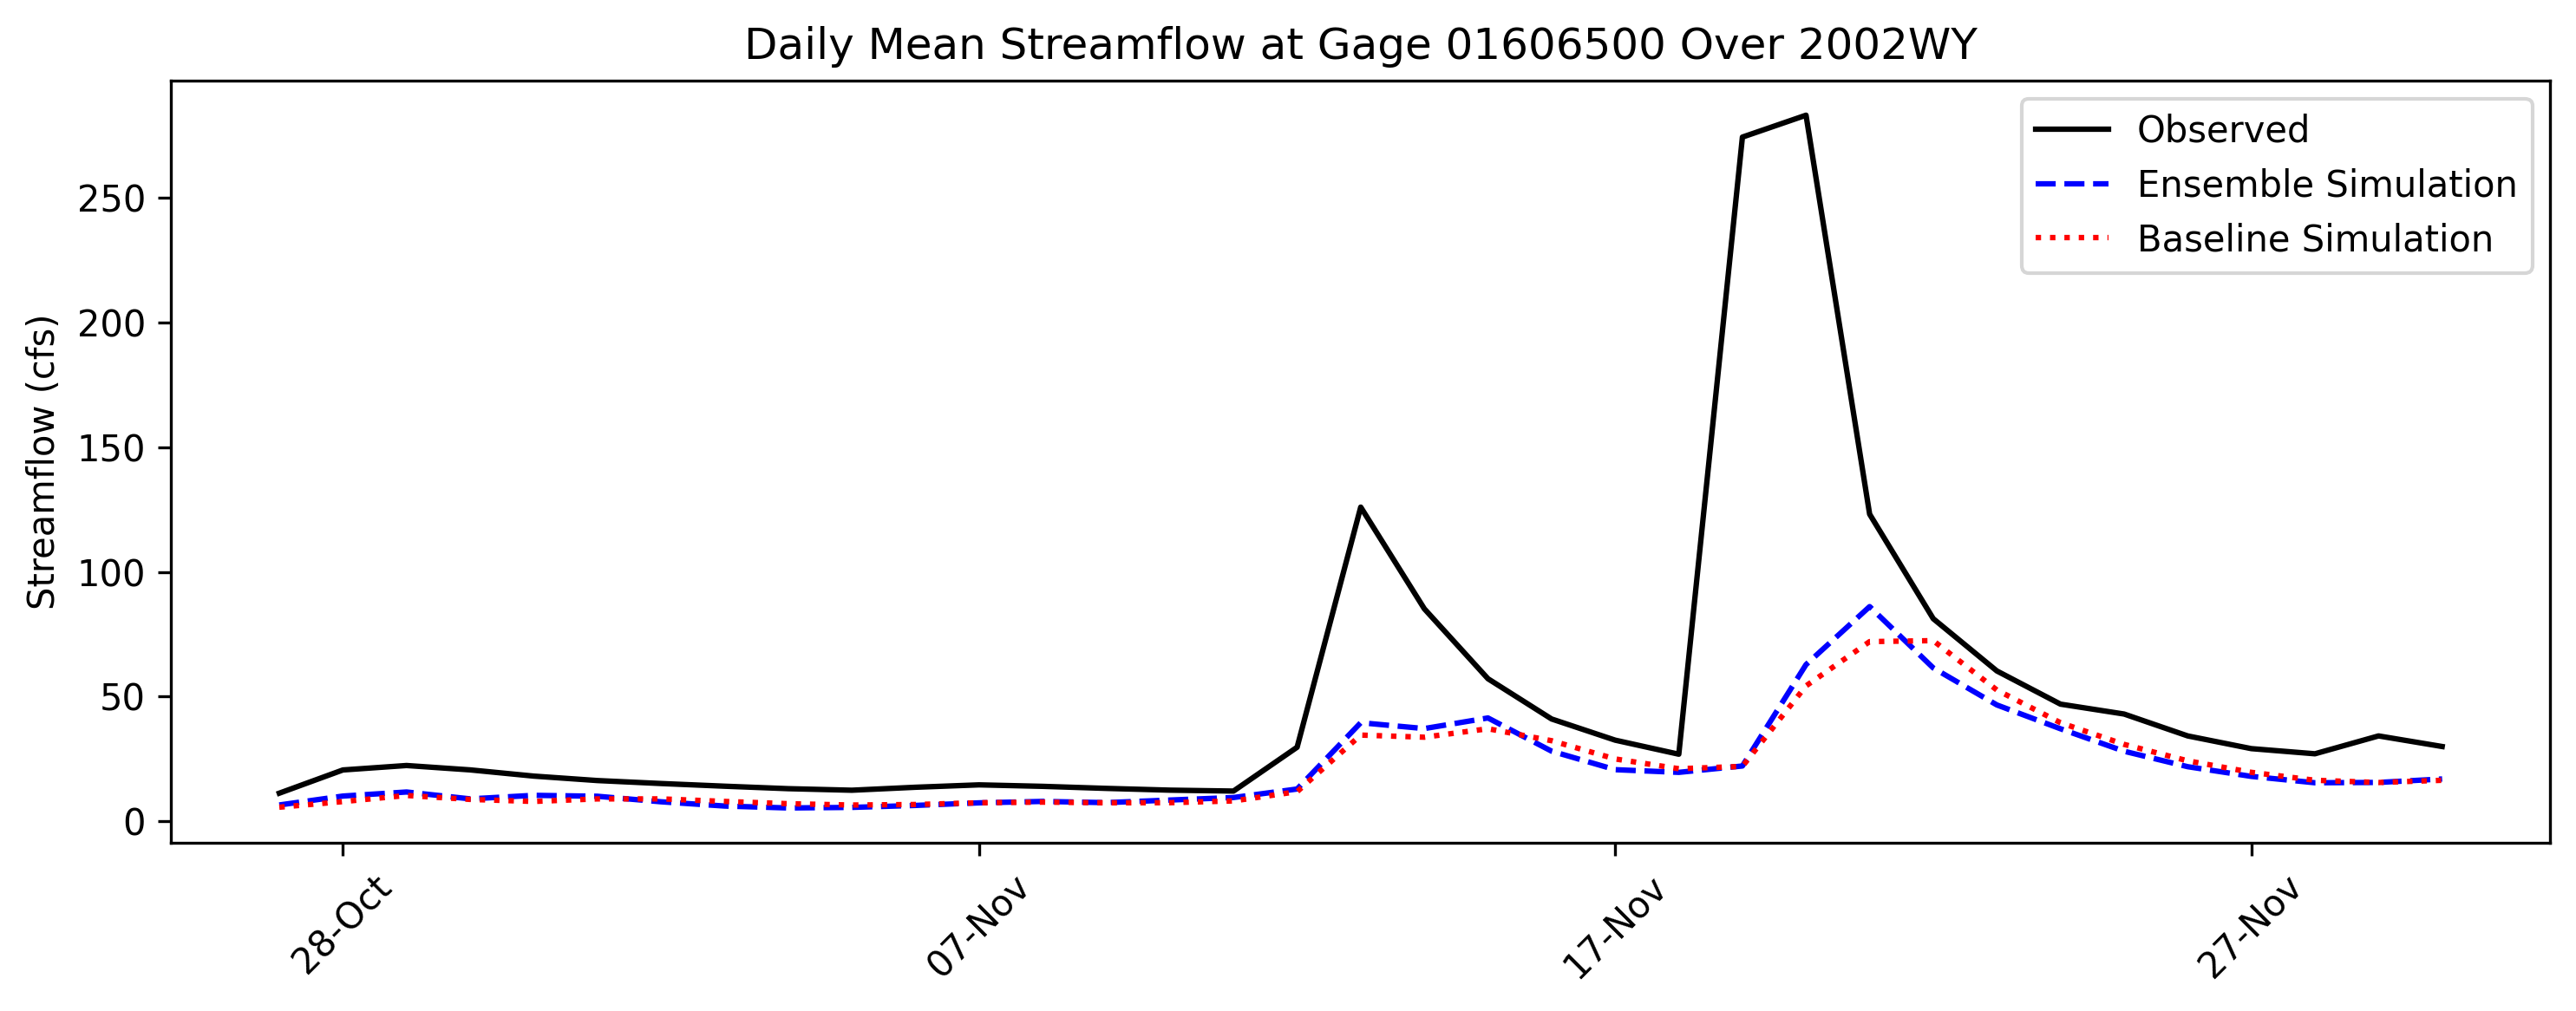 Daily Mean Streamflow at Gage 01606500 Over 2002WY
Observed
Ensemble Simulation
Baseline Simulation
Streamflow (cfs)
250
200
150
100
50
0
28-Oct
07-Nov
17-Nov
27-Nov